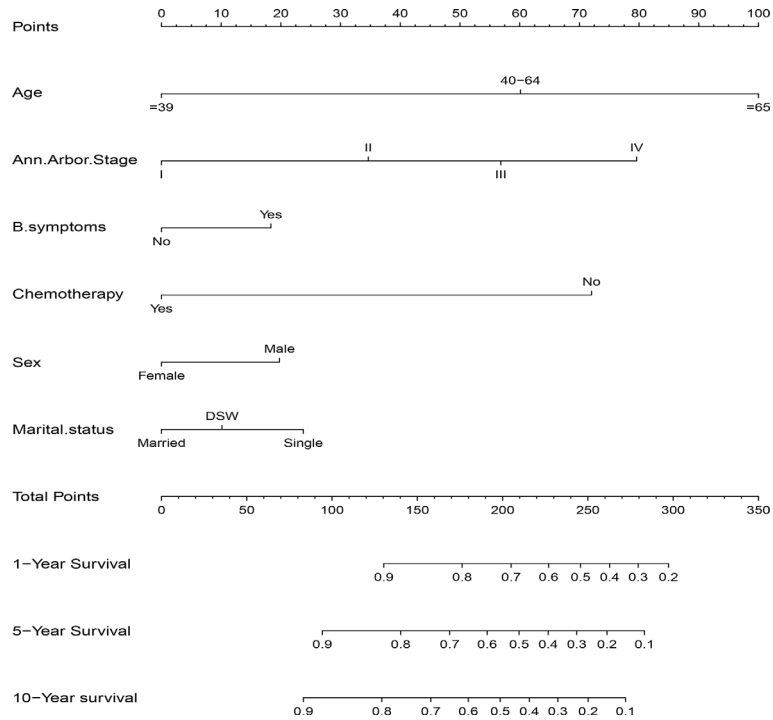 0 10 20 30 40 50 60 70 80 90 100
Points
40−64
Age
=39 =65
II IV
Ann.Arbor.Stage
I III
Yes
B.symptoms
No
No
Chemotherapy
Yes
Male
Sex
Female
DSW
Marital.status
Married Single
Total Points
0 50 100 150 200 250 300 350
1−Year Survival
0.9 0.8 0.7 0.6 0.5 0.4 0.3 0.2
5−Year Survival
0.9 0.8 0.7 0.6 0.5 0.4 0.3 0.2 0.1
10−Year survival
0.9 0.8 0.7 0.6 0.5 0.4 0.3 0.2 0.1